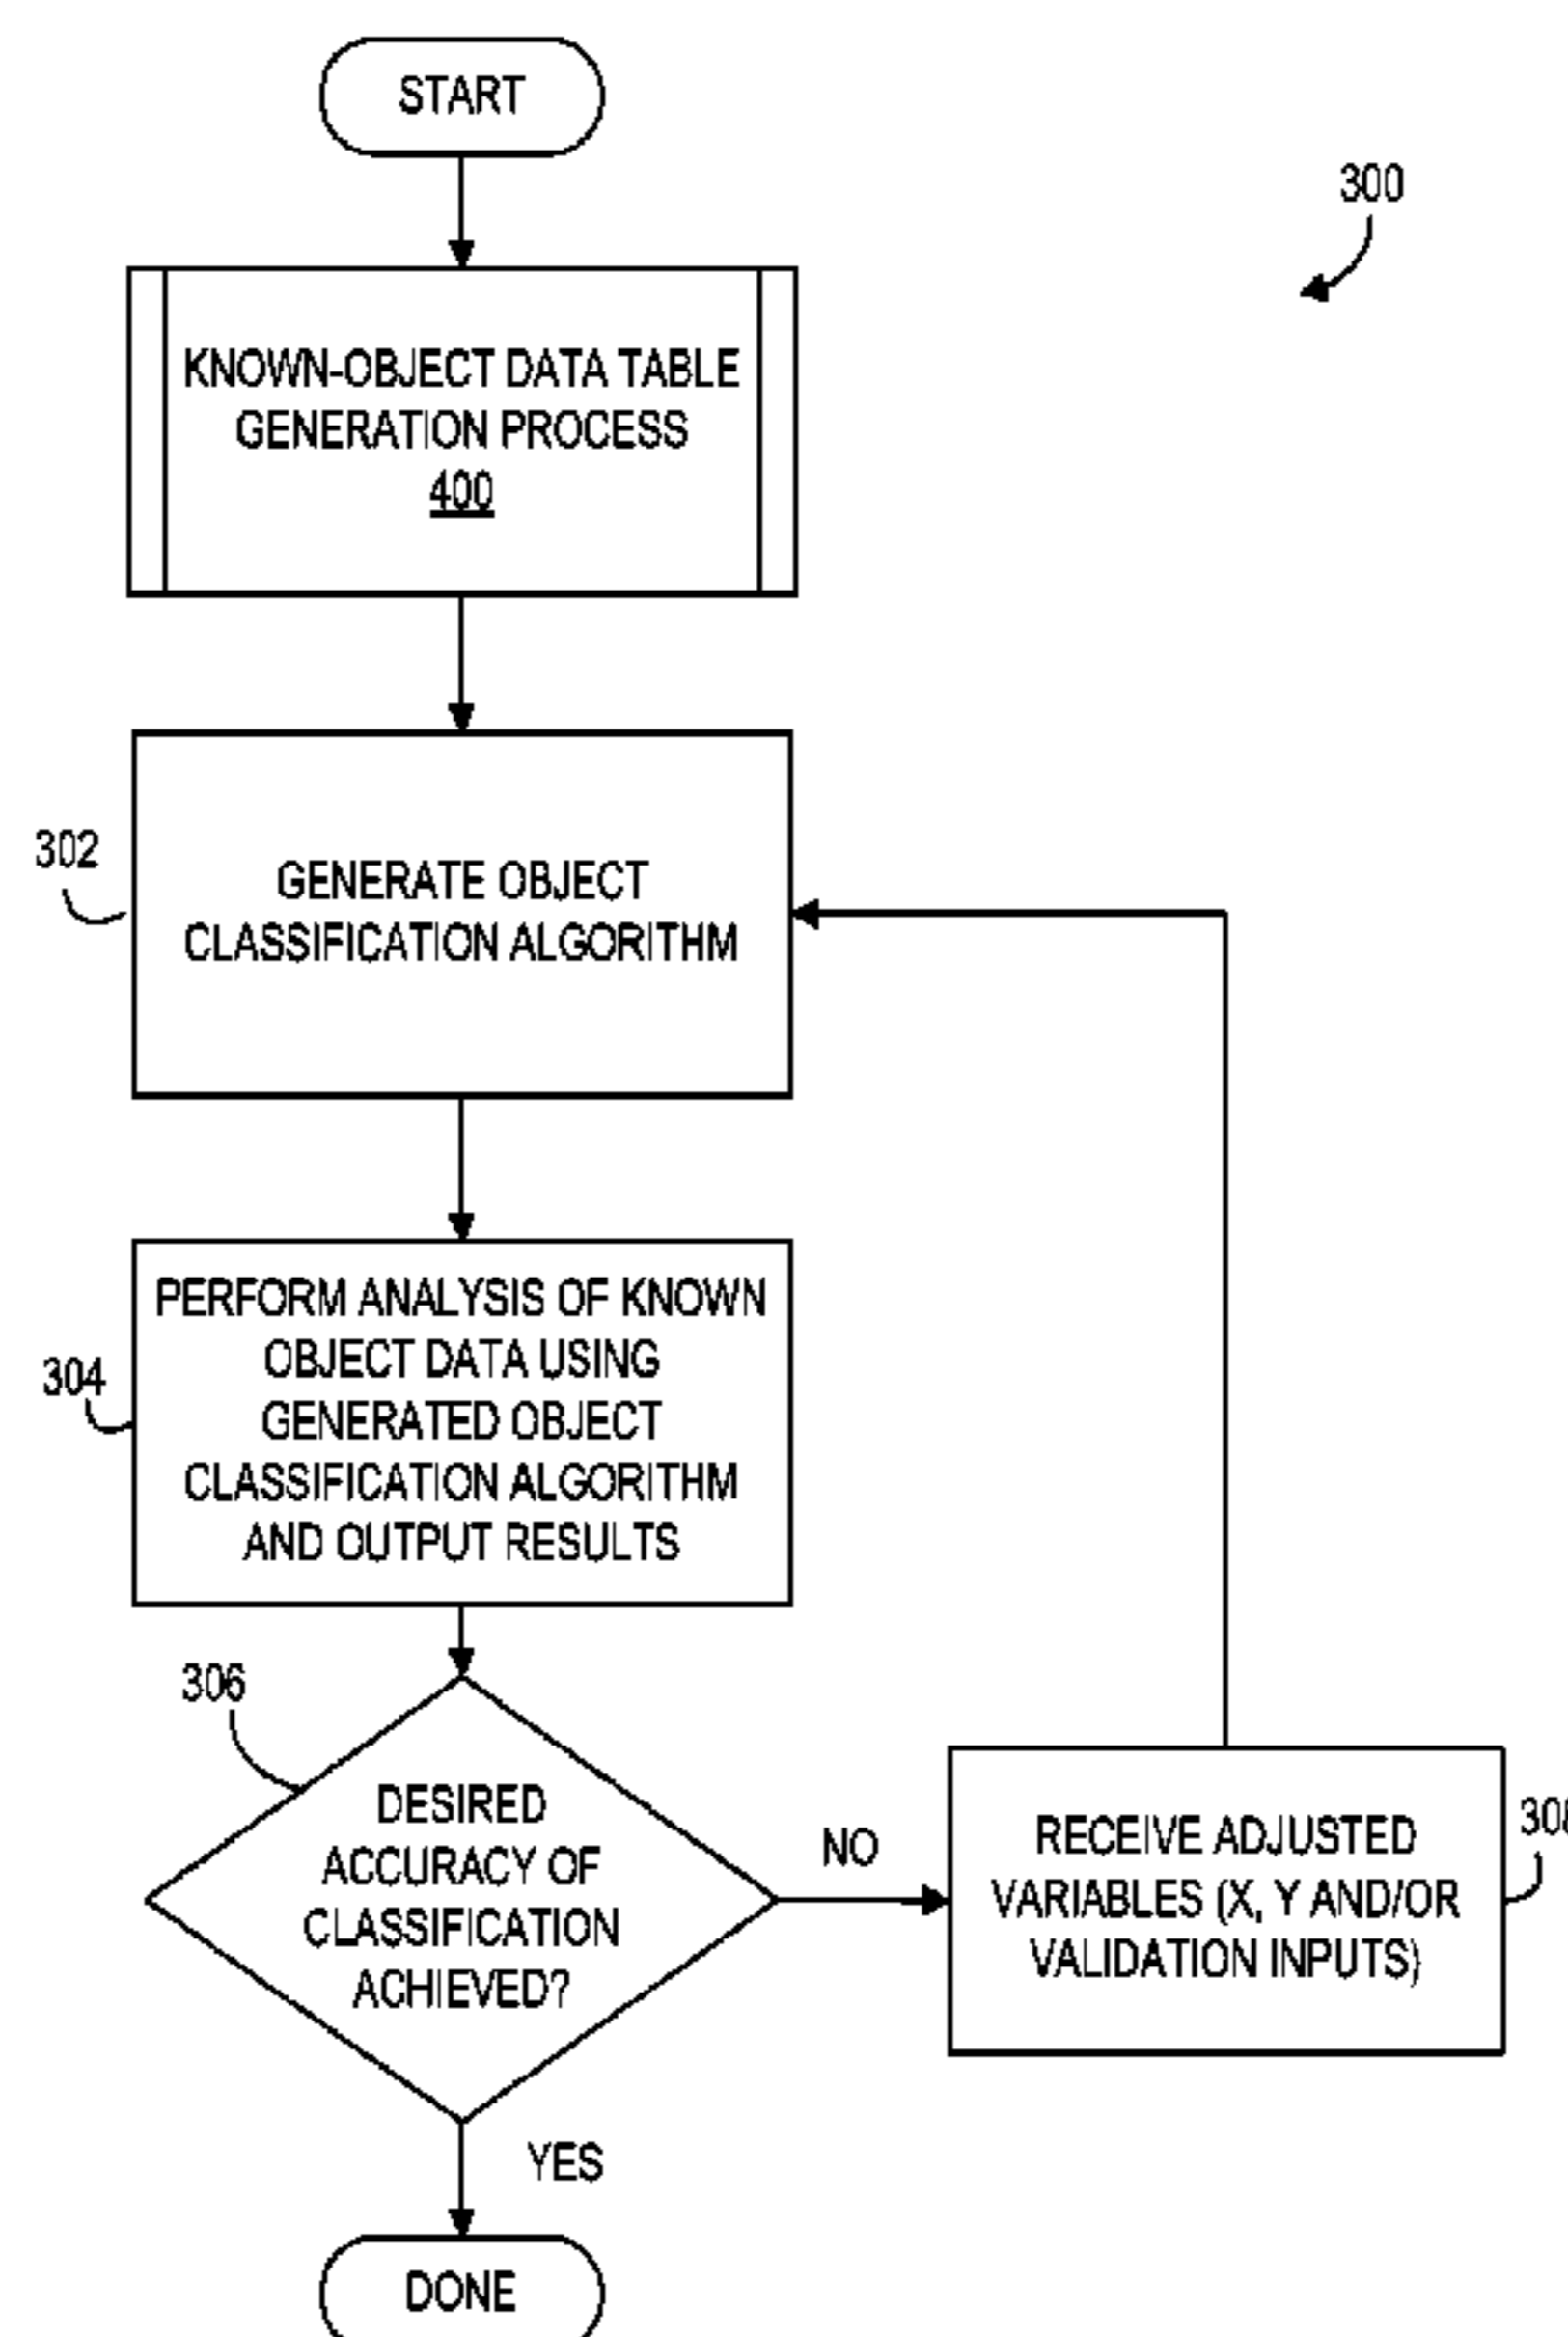 START
300
KNOWN-OBJECT DATA TABLE
GENERATION PROCESS
400
302
GENERATE OBJECT
CLASSIFICATION ALGORITHM
304
PERFORM ANALYSIS OF KNOWN
OBJECT DATA USING
GENERATED OBJECT
CLASSIFICATION ALGORITHM
AND OUTPUT RESULTS
306
DESIRED
ACCURACY OF
CLASSIFICATION
ACHIEVED?
NO
RECEIVE ADJUSTED
VARIABLES (X, Y AND/OR
VALIDATION INPUTS)
308
YES
DONE